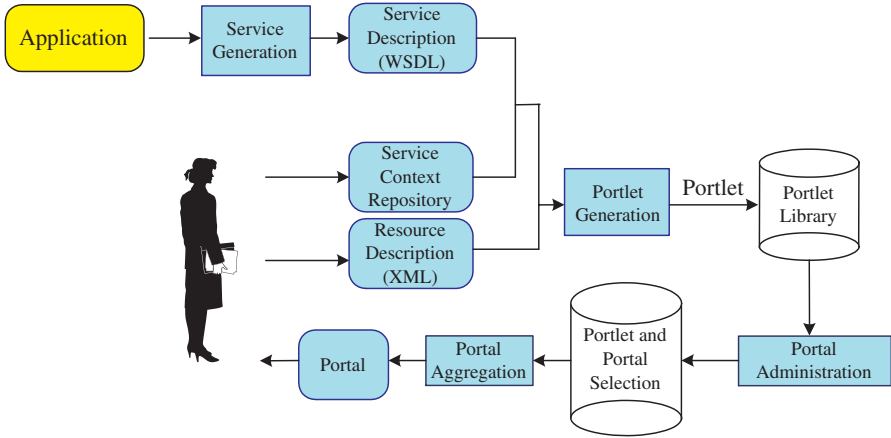 Application
Service
Generation
Service
Description
(WSDL)
Service
Context
Repository
Resource
Description
(XML)
Portlet
Generation
Portlet
Portlet
Library
Portal
Portal
Aggregation
Portlet and
Portal
Selection
Portal
Administration